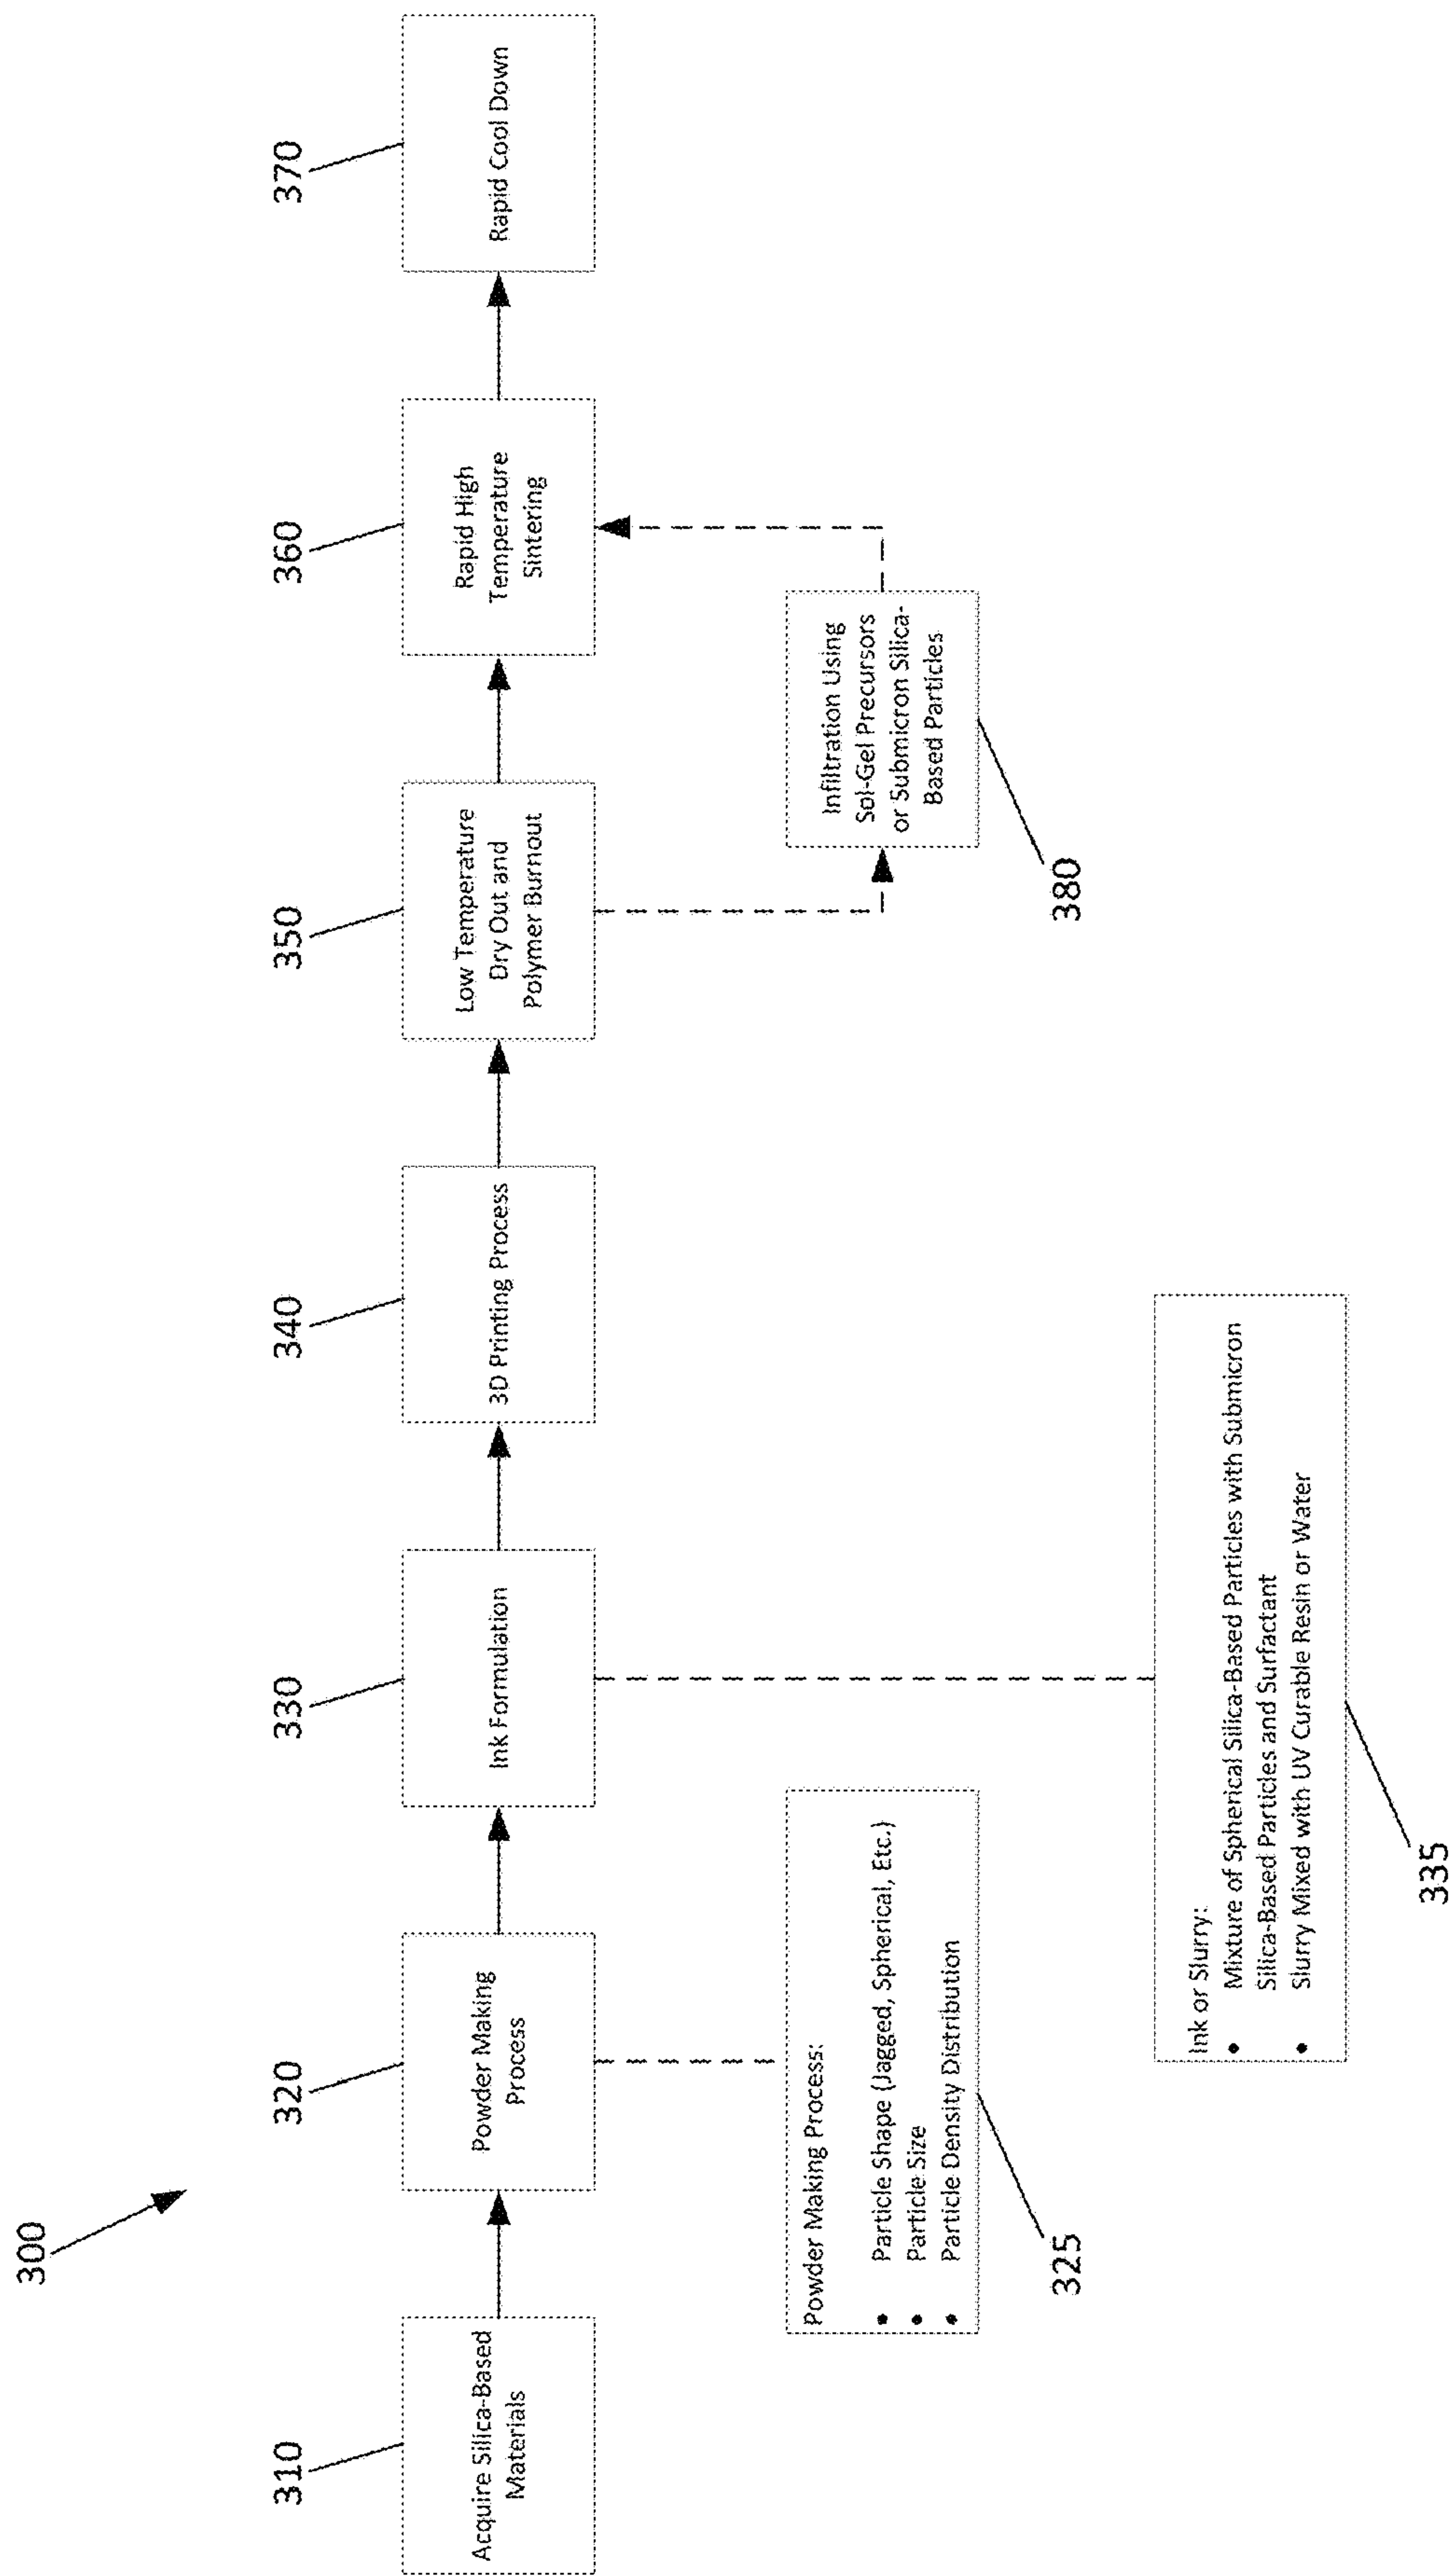 300
310
Acquire Silica-Based
Materials
320
Powder Making
Process
330
Ink Formulation
340
3D Printing Process
350
Low Temperature
Dry Out and
Polymer Burnout
360
Rapid High
Temperature
Sintering
370
Rapid Cool Down
Powder Making Process:
• Particle Shape (Jagged, Spherical, Etc.)
• Particle Size
• Particle Density Distribution
325
Infiltration Using
Sol-Gel Precursors
or Submicron Silica-
Based Particles
380
Ink or Slurry:
• Mixture of Spherical Silica-Based Particles with Submicron
Silica-Based Particles and Surfactant
• Slurry Mixed with UV Curable Resin or Water
335